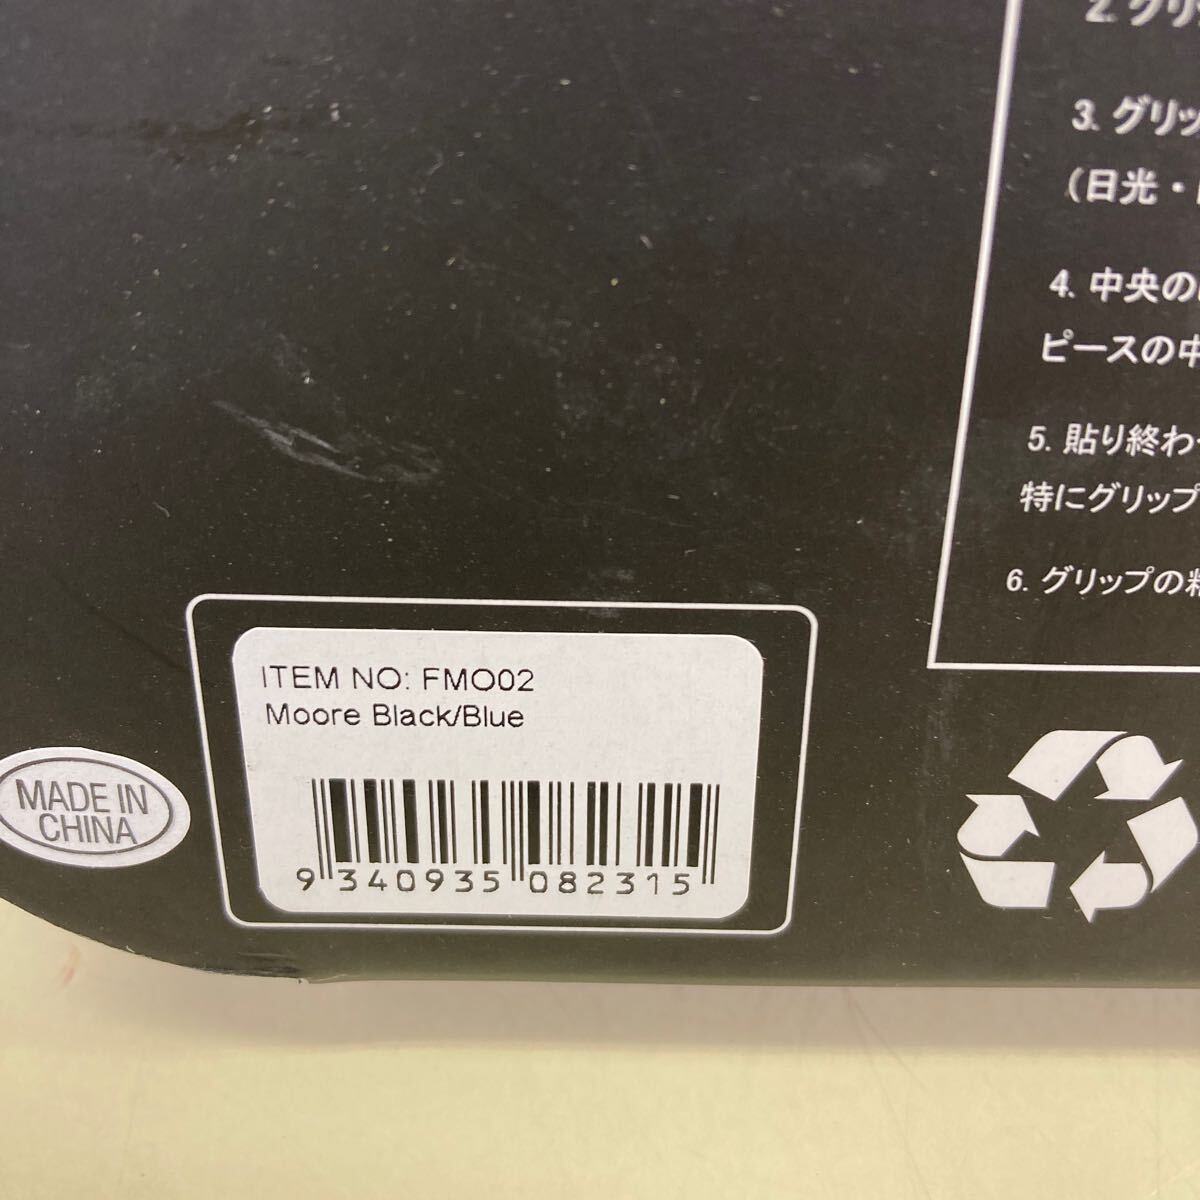 2. グリ
3. グリッ
(日光・
4. 中央の
ピースの中
5. 貼り終わ
特にグリップ
6. グリップの粘
ITEM NO: FMO02
Moore Black/Blue
9 340935 082315
MADE IN
CHINA